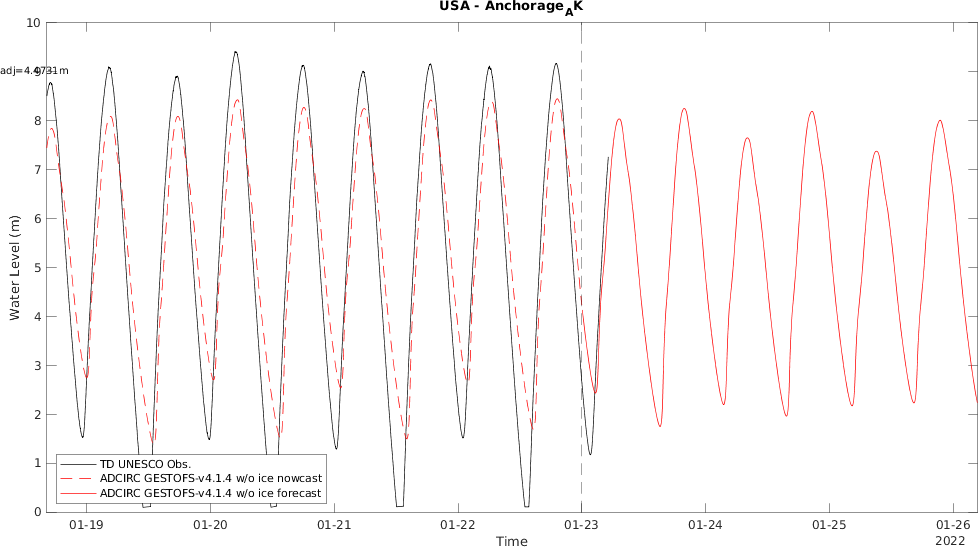 USA - Anchorage_AK
10
adj=4.4731m
9
8
7
6
5
4
3
2
1
0
Water Level (m)
TD UNESCO Obs.
ADCIRC GESTOFS-v4.1.4 w/o ice nowcast
ADCIRC GESTOFS-v4.1.4 w/o ice forecast
01-19 01-20 01-21 01-22 01-23 01-24 01-25 01-26
Time
2022